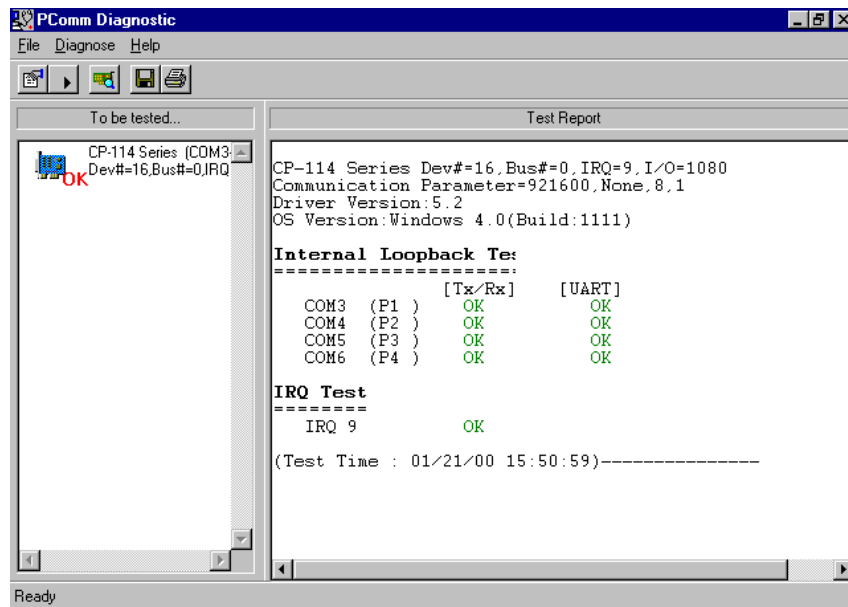 PComm Diagnostic
File Diagnose Help
To be tested...
CP-114 Series (COM3-
Dev#=16,Bus#=0,IRQ
OK
Test Report
CP-114 Series Dev#=16,Bus#=0,IRQ=9,I/O=1080
Communication Parameter=921600,None,8,1
Driver Version:5.2
OS Version:Windows 4.0(Build:1111)
Internal Loopback Tes
=====================
[Tx/Rx] [UART]
COM3 (P1 ) OK OK
COM4 (P2 ) OK OK
COM5 (P3 ) OK OK
COM6 (P4 ) OK OK
IRQ Test
========
IRQ 9 OK
(Test Time : 01/21/00 15:50:59)---------------
Ready